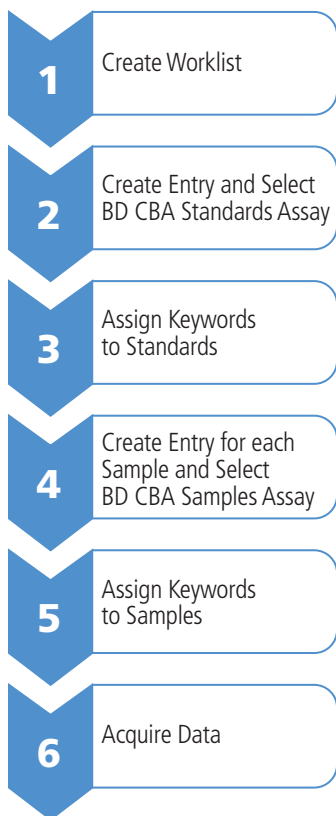 1
Create Worklist
2
Create Entry and Select
BD CBA Standards Assay
3
Assign Keywords
to Standards
4
Create Entry for each
Sample and Select
BD CBA Samples Assay
5
Assign Keywords
to Samples
6
Acquire Data